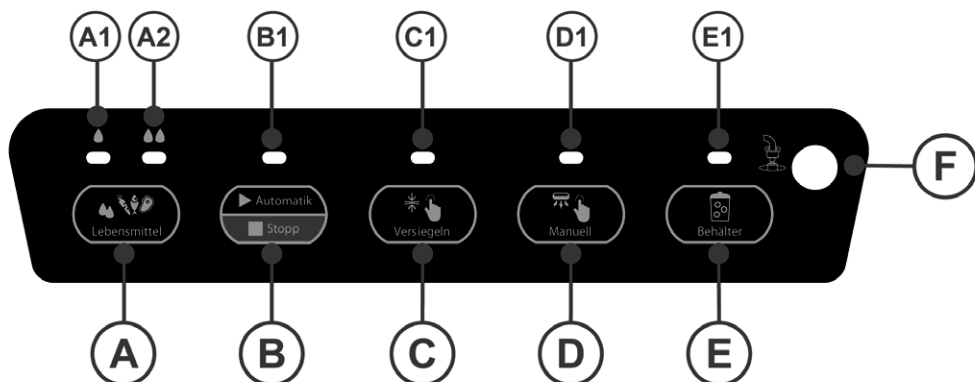 A1 A2 B1 C1 D1 E1
F
Automatik
Lebensmittel Stopp Versiegeln Manuell Behälter
A B C D E